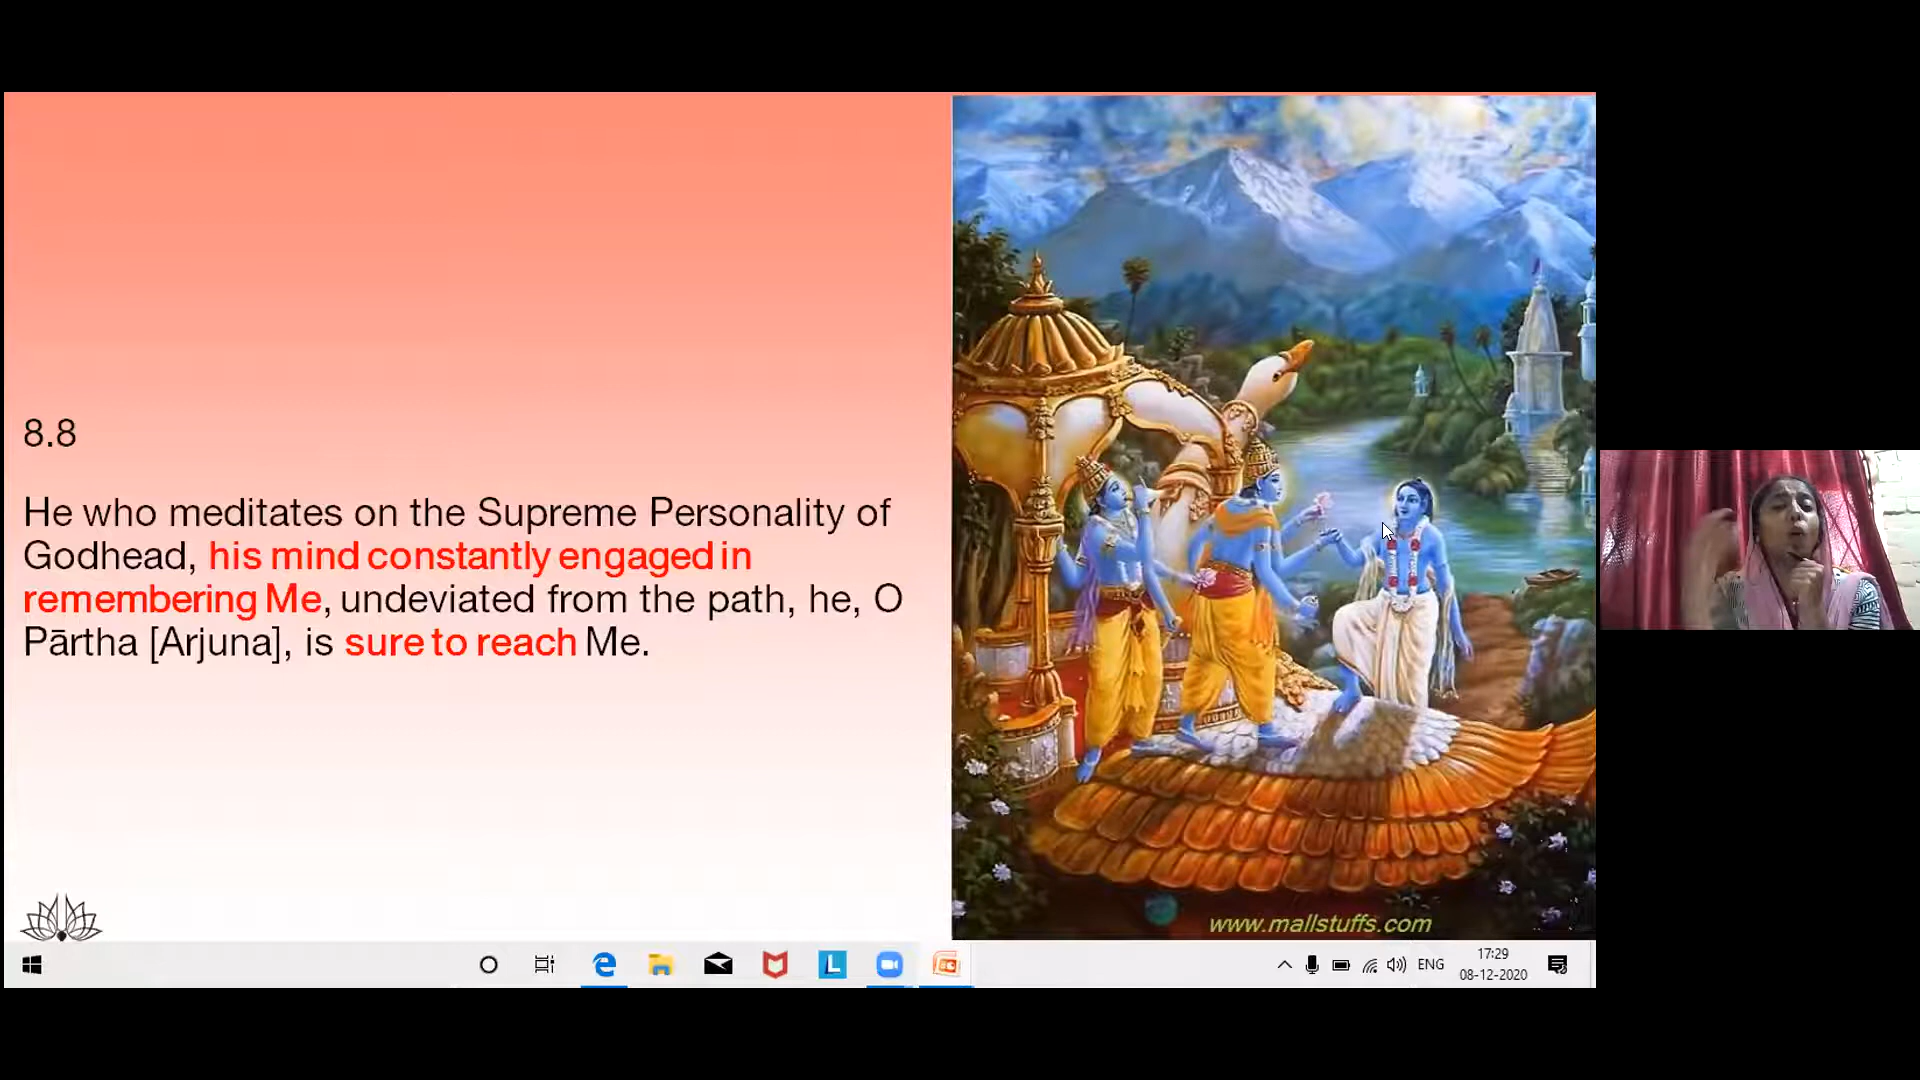 8.8
He who meditates on the Supreme Personality of
Godhead, his mind constantly engaged in
remembering Me, undeviated from the path, he, O
Pārtha [Arjuna], is sure to reach Me.
www.mallstuffs.com
L
ENG
17:29
08-12-2020